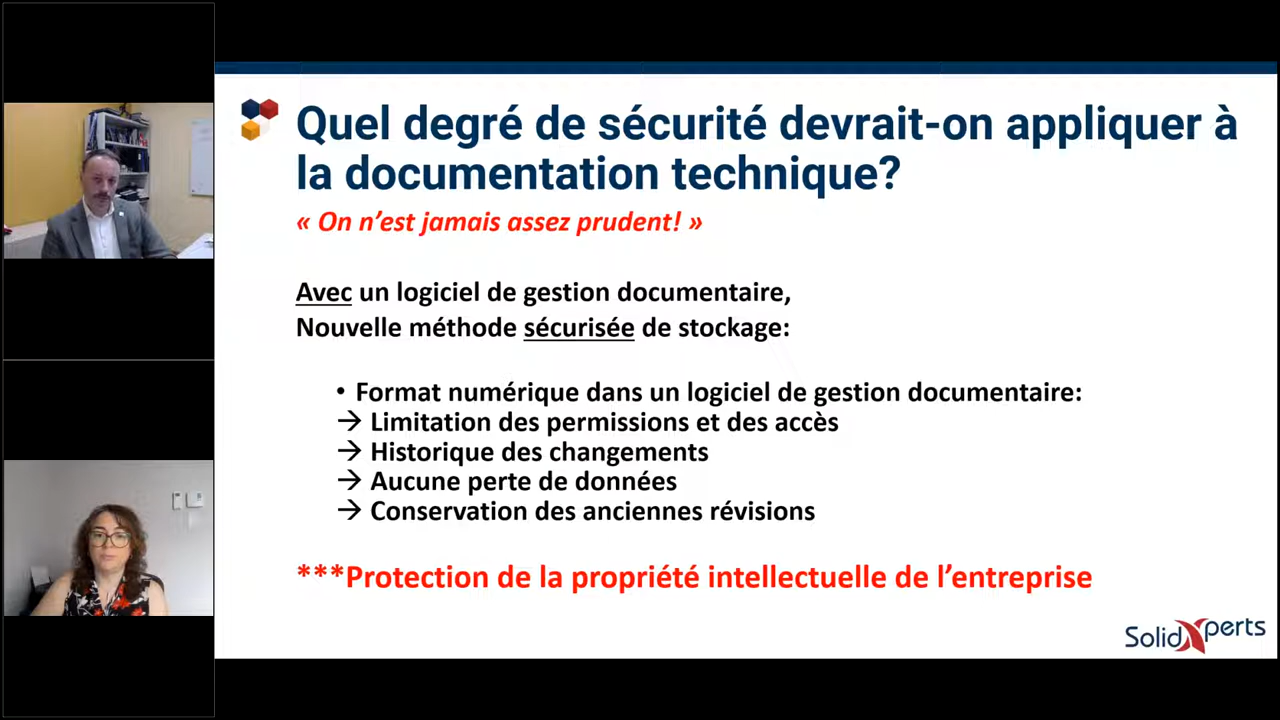 Quel degré de sécurité devrait-on appliquer à
la documentation technique?
« On n’est jamais assez prudent! »
Avec un logiciel de gestion documentaire,
Nouvelle méthode sécurisée de stockage:
• Format numérique dans un logiciel de gestion documentaire:
→ Limitation des permissions et des accès
→ Historique des changements
→ Aucune perte de données
→ Conservation des anciennes révisions
***Protection de la propriété intellectuelle de l’entreprise
SolidXperts